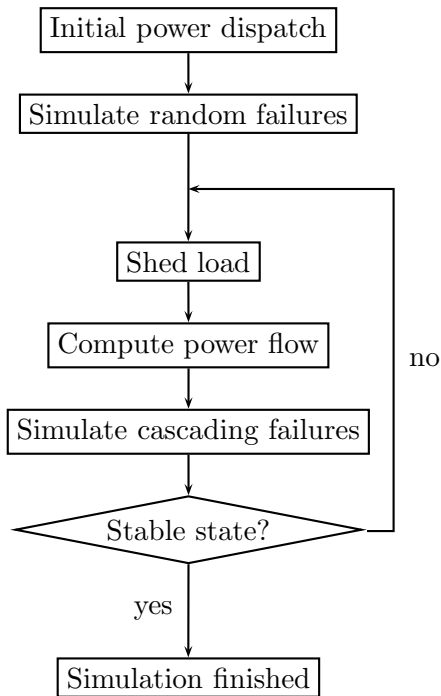 Initial power dispatch
Simulate random failures
Shed load
Compute power flow
no
Simulate cascading failures
Stable state?
yes
Simulation finished